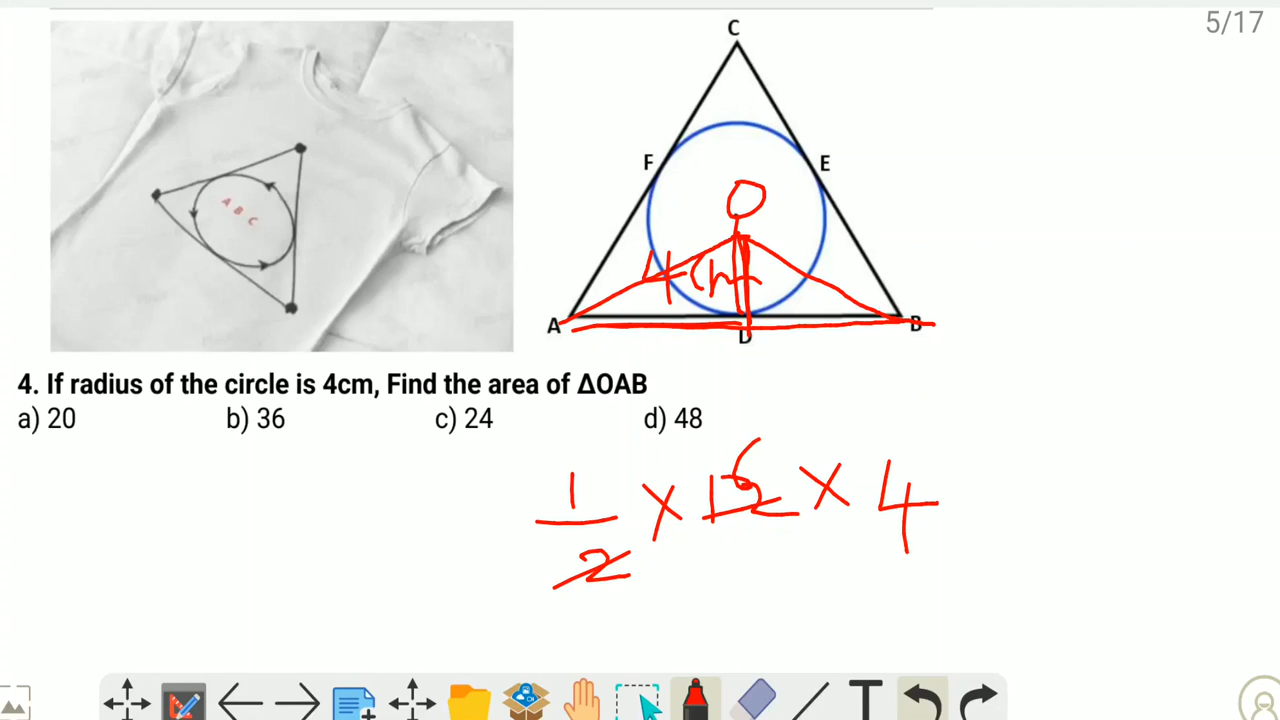 5/17
C
A B C
F
E
O
4cm
A
B
D
4. If radius of the circle is 4cm, Find the area of ΔOAB
a) 20 b) 36 c) 24 d) 48
1/2 × 12 6 × 4
T